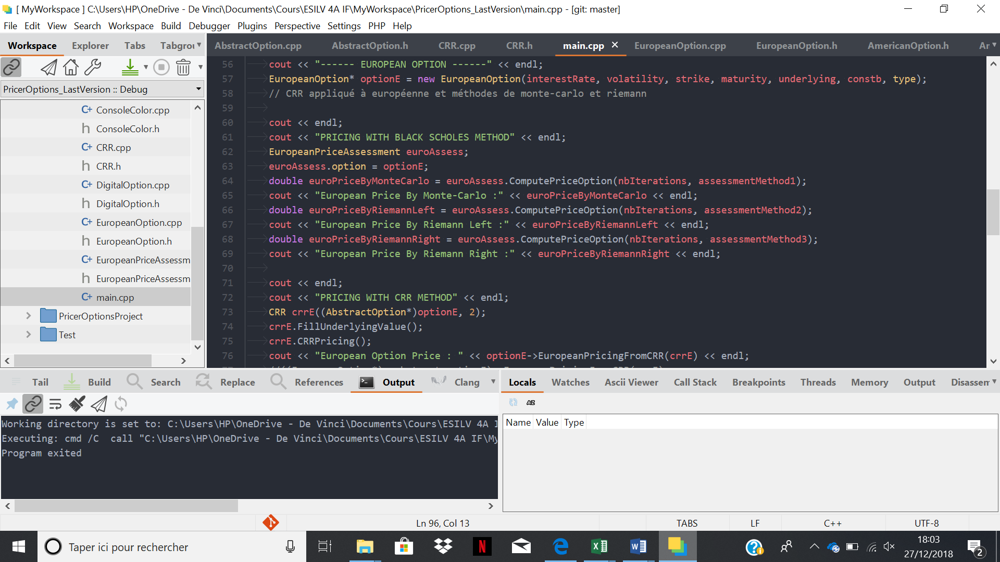 [ MyWorkspace ] C:\Users\HP\OneDrive - De Vinci\Documents\Cours\ESILV 4A IF\MyWorkspace\PricerOptions_LastVersion\main.cpp - [git: master]
File Edit View Search Workspace Build Debugger Plugins Perspective Settings PHP Help
Workspace Explorer Tabs Tabgrou
AbstractOption.cpp AbstractOption.h CRR.cpp CRR.h main.cpp EuropeanOption.cpp EuropeanOption.h AmericanOption.h Ar
PricerOptions_LastVersion :: Debug
ConsoleColor.cpp
h ConsoleColor.h
C+ CRR.cpp
h CRR.h
C+ DigitalOption.cpp
h DigitalOption.h
C+ EuropeanOption.cpp
h EuropeanOption.h
C+ EuropeanPriceAssessm
h EuropeanPriceAssessm
C+ main.cpp
PricerOptionsProject
Test
56 cout << "------ EUROPEAN OPTION ------" << endl;
57 EuropeanOption* optionE = new EuropeanOption(interestRate, volatility, strike, maturity, underlying, constb, type);
58 // CRR appliqué à européenne et méthodes de monte-carlo et riemann
59
60 cout << endl;
61 cout << "PRICING WITH BLACK SCHOLES METHOD" << endl;
62 EuropeanPriceAssessment euroAssess;
63 euroAssess.option = optionE;
64 double euroPriceByMonteCarlo = euroAssess.ComputePriceOption(nbIterations, assessmentMethod1);
65 cout << "European Price By Monte-Carlo :" << euroPriceByMonteCarlo << endl;
66 double euroPriceByRiemannLeft = euroAssess.ComputePriceOption(nbIterations, assessmentMethod2);
67 cout << "European Price By Riemann Left :" << euroPriceByRiemannLeft << endl;
68 double euroPriceByRiemannRight = euroAssess.ComputePriceOption(nbIterations, assessmentMethod3);
69 cout << "European Price By Riemann Right :" << euroPriceByRiemannRight << endl;
70
71 cout << endl;
72 cout << "PRICING WITH CRR METHOD" << endl;
73 CRR crrE((AbstractOption*)optionE, 2);
74 crrE.FillUnderlyingValue();
75 crrE.CRRPricing();
76 cout << "European Option Price : " << optionE->EuropeanPricingFromCRR(crrE) << endl;
Tail Build Search Replace References Output Clang
Working directory is set to: C:\Users\HP\OneDrive - De Vinci\Documents\Cours\ESILV 4A I
Executing: cmd /C call "C:\Users\HP\OneDrive - De Vinci\Documents\Cours\ESILV 4A IF\My
Program exited
Locals Watches Ascii Viewer Call Stack Breakpoints Threads Memory Output Disassem
Name Value Type
Ln 96, Col 13 TABS LF C++ UTF-8
Taper ici pour rechercher
18:03
27/12/2018
2